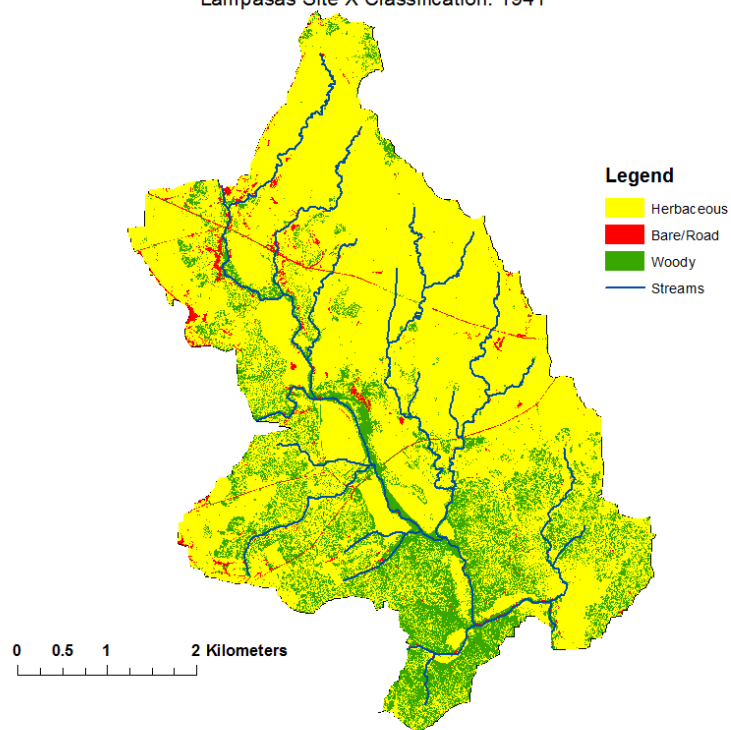 Lampasas Site X Classification: 1941
Legend
Herbaceous
Bare/Road
Woody
Streams
0 0.5 1 2 Kilometers